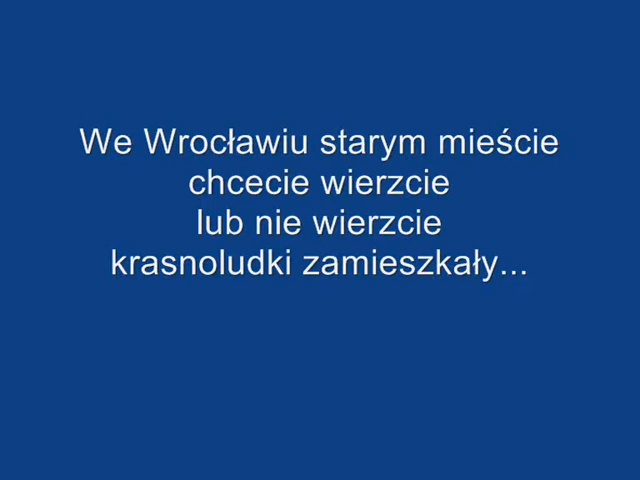 We Wrocławiu starym mieście
chcecie wierzcie
lub nie wierzcie
krasnoludki zamieszkały...